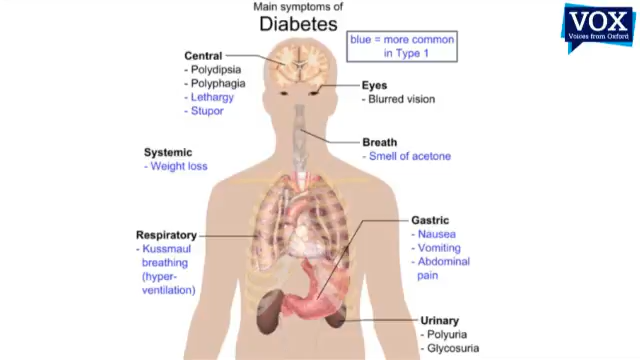 Main symptoms of
Diabetes
VOX
Voices from Oxford
blue = more common
in Type 1
Central
- Polydipsia
- Polyphagia
- Lethargy
- Stupor
Eyes
- Blurred vision
Breath
- Smell of acetone
Systemic
- Weight loss
Respiratory
- Kussmaul
breathing
(hyper-
ventilation)
Gastric
- Nausea
- Vomiting
- Abdominal
pain
Urinary
- Polyuria
- Glycosuria